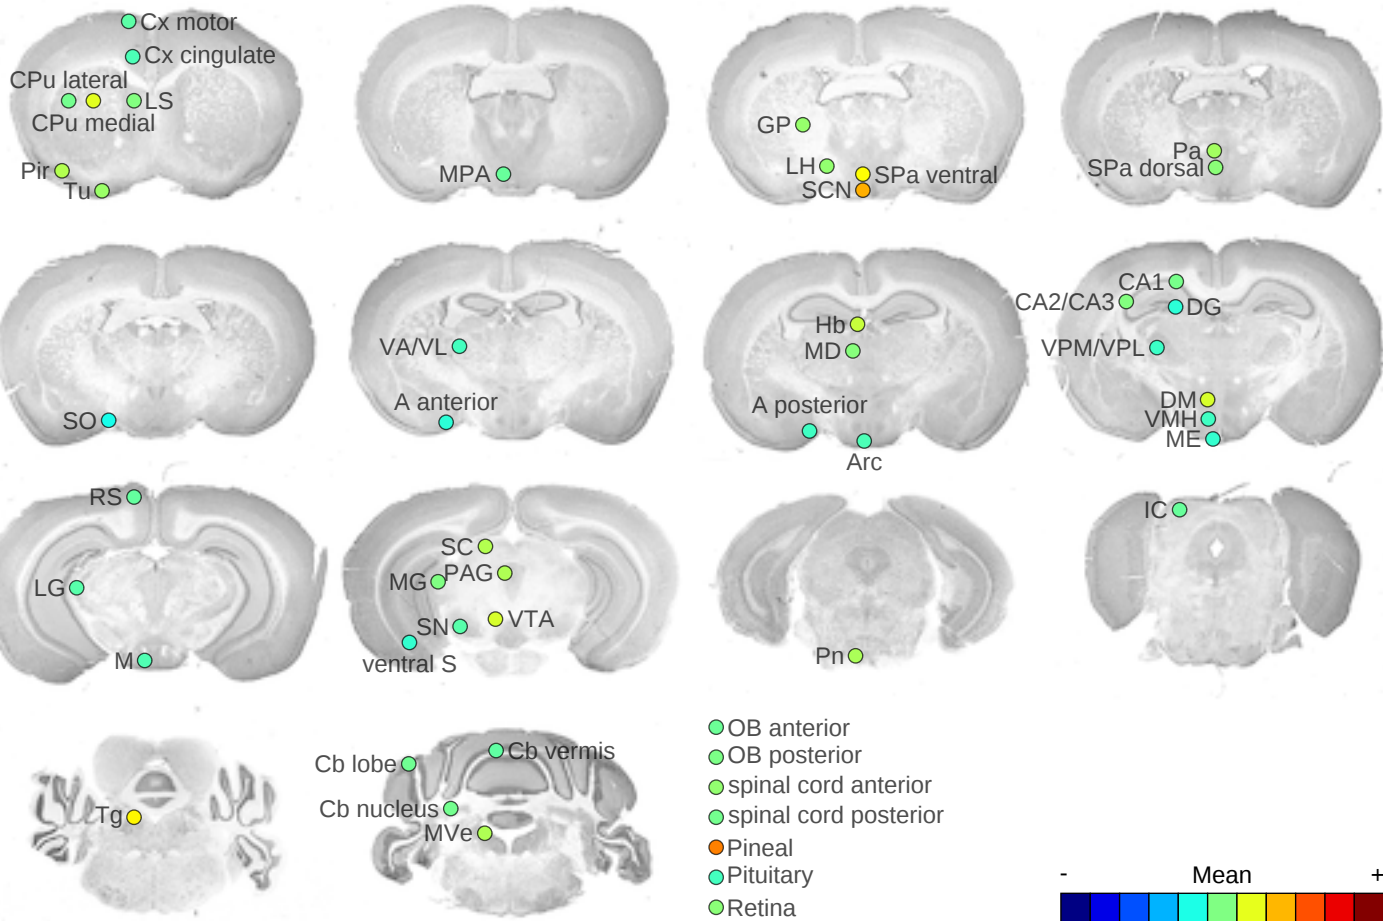 Cx motor
Cx cingulate
CPu lateral
LS
CPu medial
Pir
Tu
MPA
GP
LH
SPa ventral
SCN
Pa
SPa dorsal
SO
VA/VL
A anterior
Hb
MD
A posterior
Arc
CA1
CA2/CA3
DG
VPM/VPL
DM
VMH
ME
RS
LG
M
SC
MG
PAG
SN
VTA
ventral S
Pn
IC
Tg
Cb lobe
Cb vermis
Cb nucleus
MVe
OB anterior
OB posterior
spinal cord anterior
spinal cord posterior
Pineal
Pituitary
Retina
- Mean +